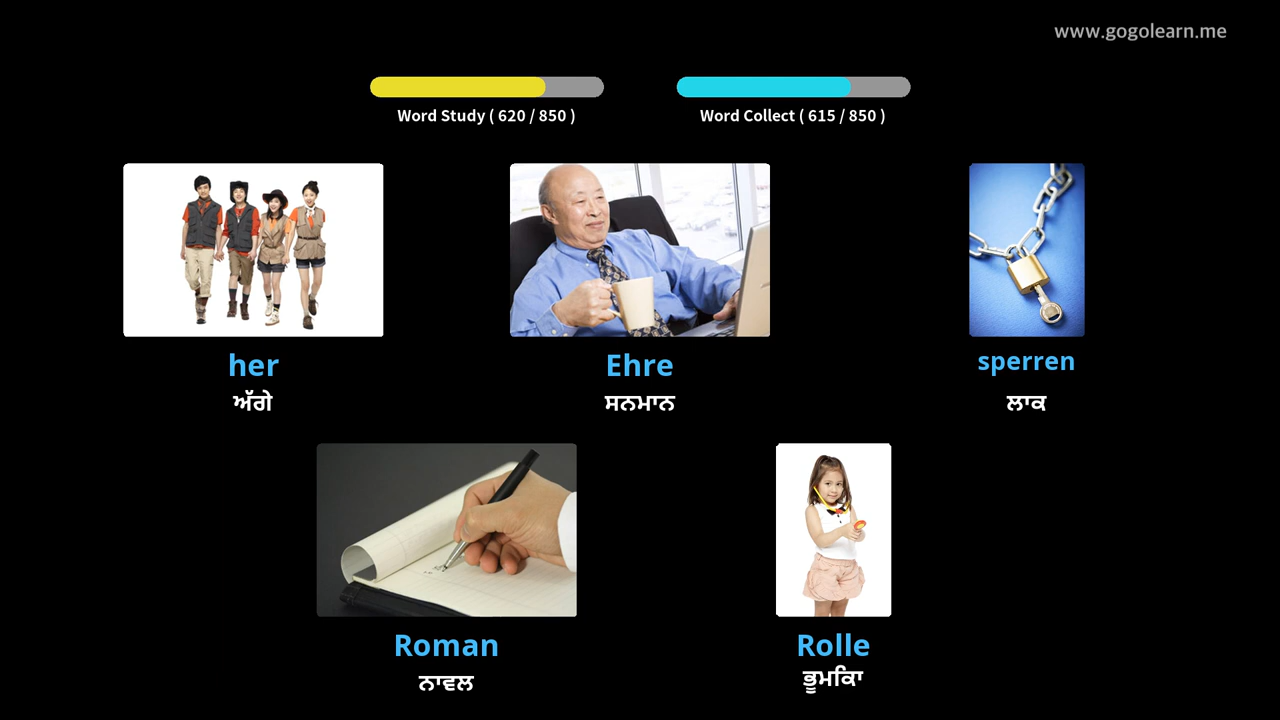 www.gogolearn.me
Word Study ( 620 / 850 )
Word Collect ( 615 / 850 )
her
ਅੱਗੇ
Ehre
ਸਨਮਾਨ
sperren
ਲਾਕ
Roman
ਨਾਵਲ
Rolle
ਭੂਮਿਕਾ